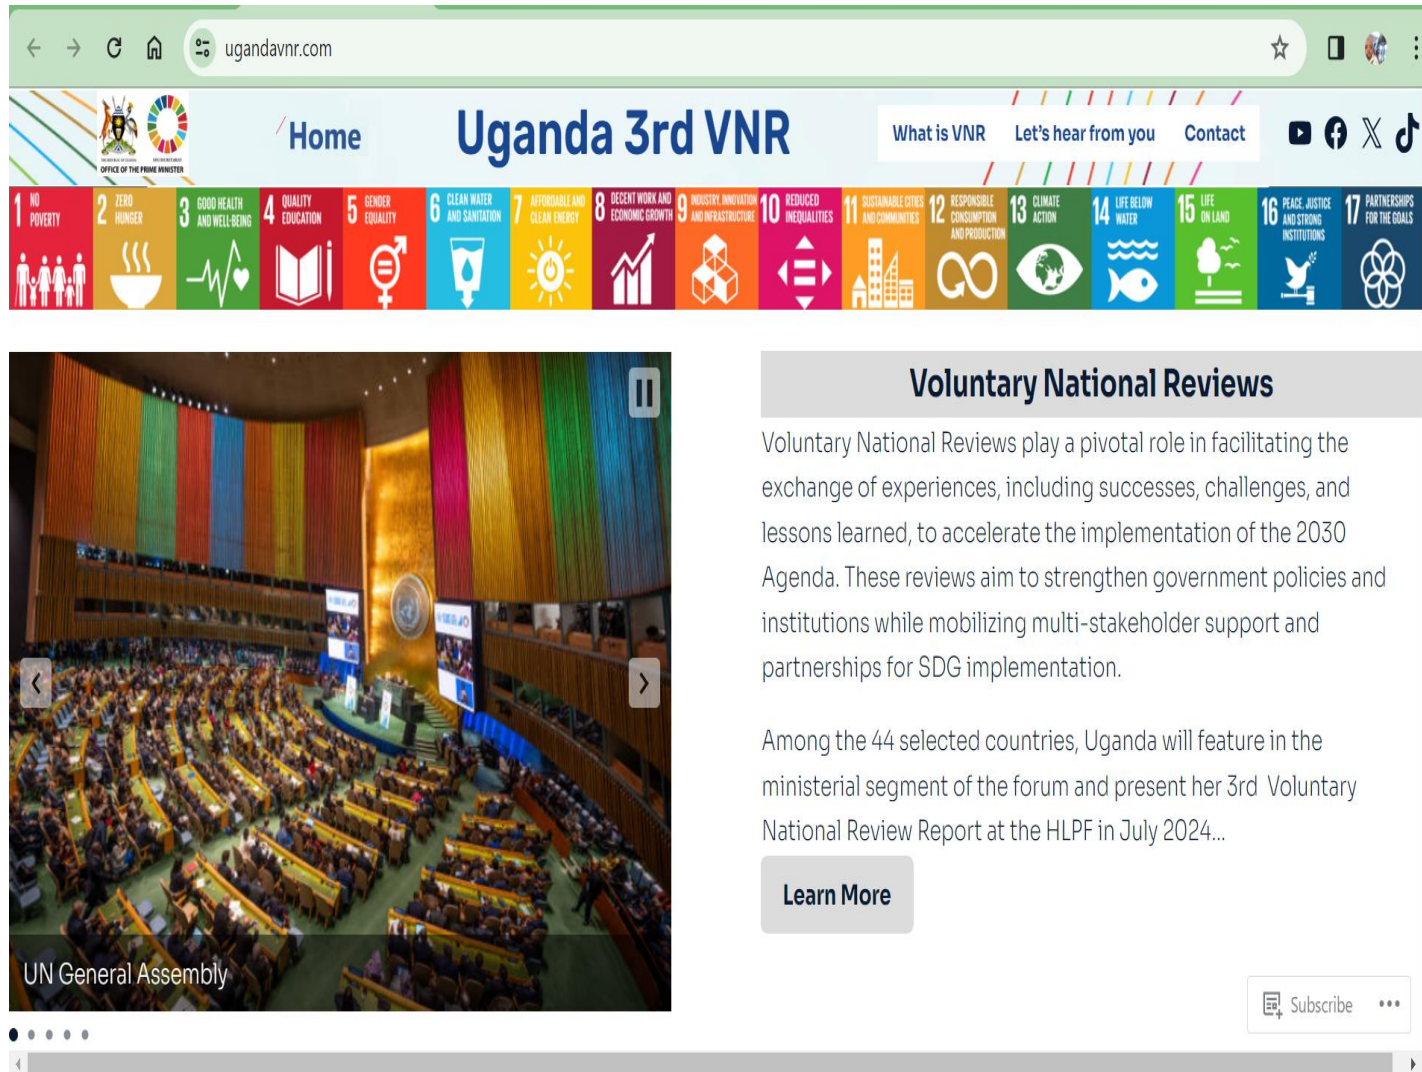 ugandavnr.com
OFFICE OF THE PRIME MINISTER
Home
Uganda 3rd VNR
What is VNR
Let's hear from you
Contact
1 NO POVERTY
2 ZERO HUNGER
3 GOOD HEALTH AND WELL-BEING
4 QUALITY EDUCATION
5 GENDER EQUALITY
6 CLEAN WATER AND SANITATION
7 AFFORDABLE AND CLEAN ENERGY
8 DECENT WORK AND ECONOMIC GROWTH
9 INDUSTRY, INNOVATION AND INFRASTRUCTURE
10 REDUCED INEQUALITIES
11 SUSTAINABLE CITIES AND COMMUNITIES
12 RESPONSIBLE CONSUMPTION AND PRODUCTION
13 CLIMATE ACTION
14 LIFE BELOW WATER
15 LIFE ON LAND
16 PEACE, JUSTICE AND STRONG INSTITUTIONS
17 PARTNERSHIPS FOR THE GOALS
UN General Assembly
Voluntary National Reviews
Voluntary National Reviews play a pivotal role in facilitating the
exchange of experiences, including successes, challenges, and
lessons learned, to accelerate the implementation of the 2030
Agenda. These reviews aim to strengthen government policies and
institutions while mobilizing multi-stakeholder support and
partnerships for SDG implementation.
Among the 44 selected countries, Uganda will feature in the
ministerial segment of the forum and present her 3rd Voluntary
National Review Report at the HLPF in July 2024...
Learn More
Subscribe